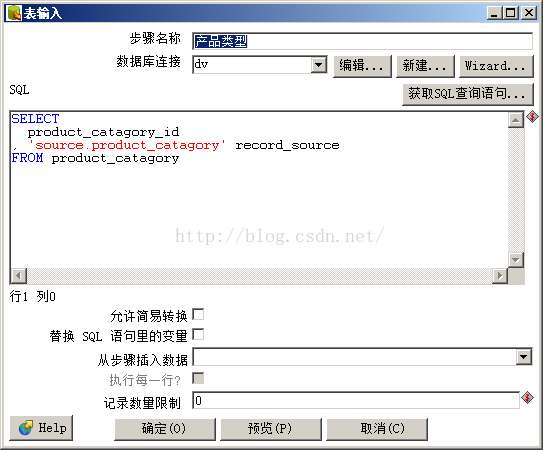 表输入
步骤名称 产品类型
数据库连接 dv 编辑... 新建... Wizard...
SQL 获取SQL查询语句...
SELECT
product_catagory_id
, 'source.product_catagory' record_source
FROM product_catagory
http://blog.csdn.net/
行1 列0
允许简易转换
替换 SQL 语句里的变量
从步骤插入数据
执行每一行?
记录数量限制 0
Help 确定(O) 预览(P) 取消(C)